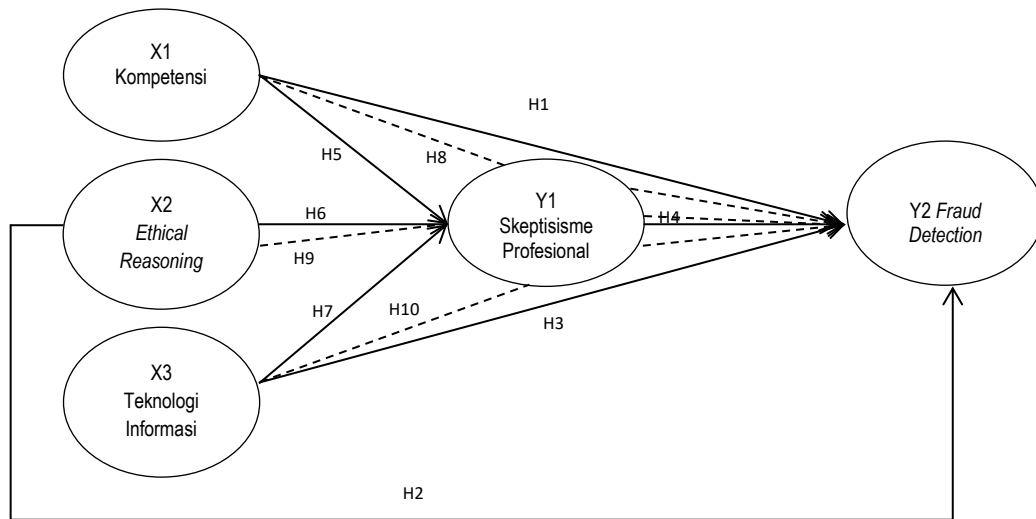 X1
Kompetensi
H1
H5
H8
X2
Ethical
Reasoning
H6
H9
Y1
Skeptisisme
Profesional
H4
Y2 Fraud
Detection
H7
H10
H3
X3
Teknologi
Informasi
H2